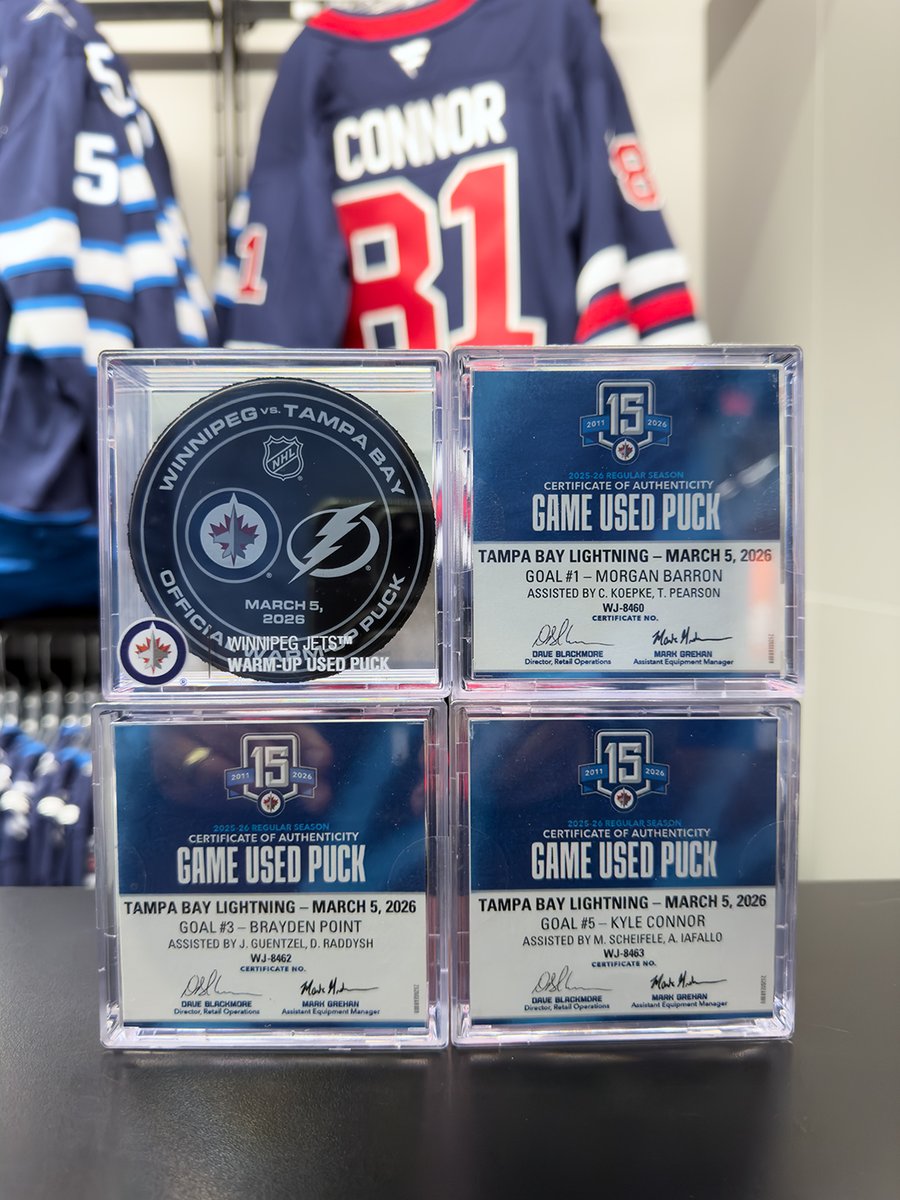 5
5
CONNOR
81
1
8
WINNIPEG VS. TAMPA BAY
NHL
MARCH 5,
2026
OFFICIAL WARM-UP PUCK
WINNIPEG JETS™
WARM-UP USED PUCK
15
2011 2026
2025-26 REGULAR SEASON
CERTIFICATE OF AUTHENTICITY
GAME USED PUCK
TAMPA BAY LIGHTNING – MARCH 5, 2026
GOAL #1 – MORGAN BARRON
ASSISTED BY C. KOEPKE, T. PEARSON
WJ-8460
CERTIFICATE NO.
DAVE BLACKMORE
Director, Retail Operations
MARK GREHAN
Assistant Equipment Manager
15
2011 2026
2025-26 REGULAR SEASON
CERTIFICATE OF AUTHENTICITY
GAME USED PUCK
TAMPA BAY LIGHTNING – MARCH 5, 2026
GOAL #3 – BRAYDEN POINT
ASSISTED BY J. GUENTZEL, D. RADDYSH
WJ-8462
CERTIFICATE NO.
DAVE BLACKMORE
Director, Retail Operations
MARK GREHAN
Assistant Equipment Manager
15
2011 2026
2025-26 REGULAR SEASON
CERTIFICATE OF AUTHENTICITY
GAME USED PUCK
TAMPA BAY LIGHTNING – MARCH 5, 2026
GOAL #5 – KYLE CONNOR
ASSISTED BY M. SCHEIFELE, A. IAFALLO
WJ-8463
CERTIFICATE NO.
DAVE BLACKMORE
Director, Retail Operations
MARK GREHAN
Assistant Equipment Manager